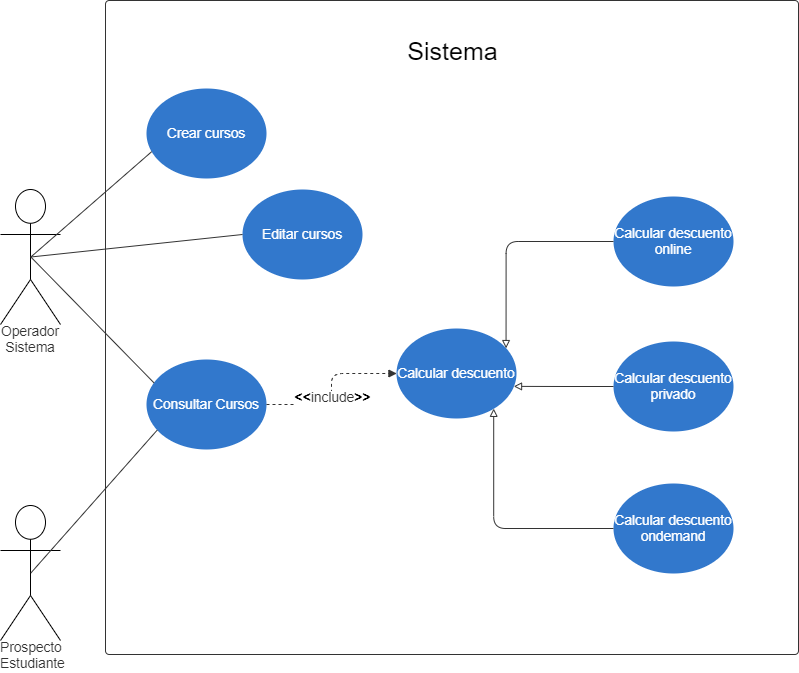 Sistema
Crear cursos
Editar cursos
Operador
Sistema
Consultar Cursos
<<include>>
Calcular descuento
Calcular descuento
online
Calcular descuento
privado
Calcular descuento
ondemand
Prospecto
Estudiante